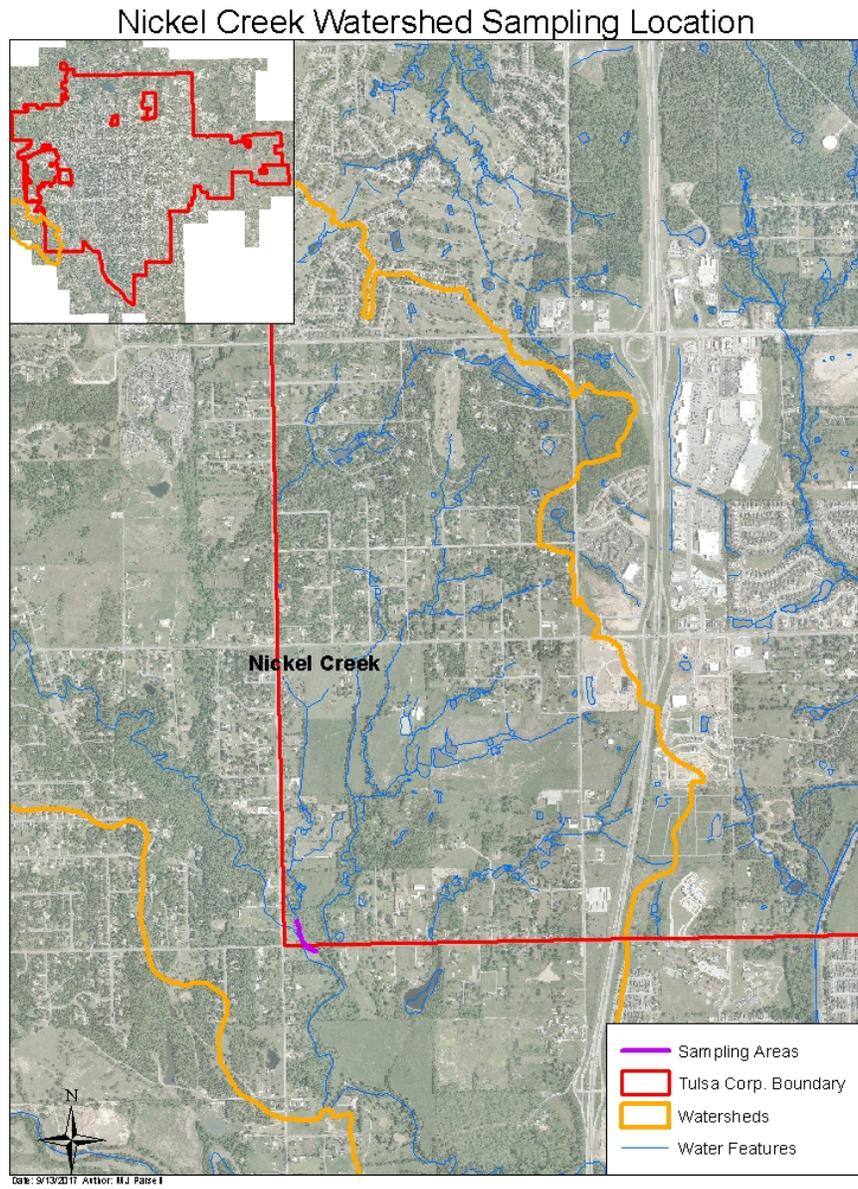 Nickel Creek Watershed Sampling Location
Nickel Creek
N
Sampling Areas
Tulsa Corp. Boundary
Watersheds
Water Features
Date: 9/13/2017 Author: MJ Parsell